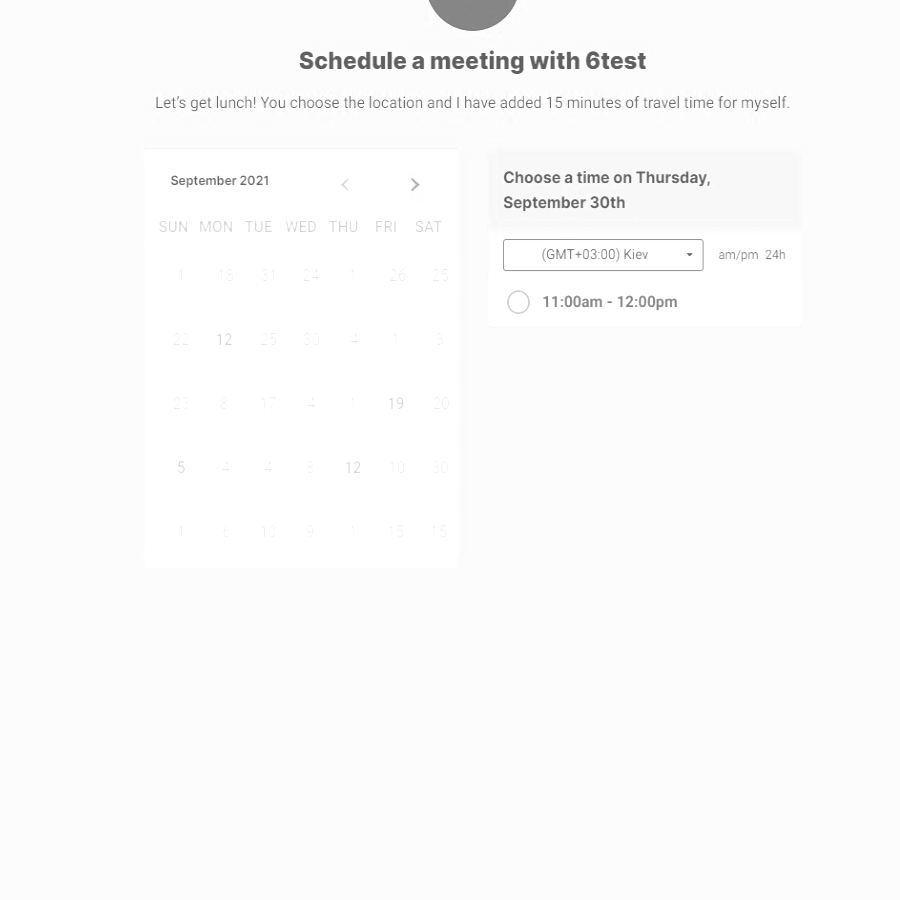 Schedule a meeting with 6test
Let's get lunch! You choose the location and I have added 15 minutes of travel time for myself.
September 2021
SUN MON TUE WED THU FRI SAT
1 18 31 24 1 26 25
22 12 25 30 4 1 3
23 8 17 4 1 19 20
5 4 4 8 12 10 30
1 6 10 9 1 15 15
Choose a time on Thursday,
September 30th
(GMT+03:00) Kiev am/pm 24h
11:00am - 12:00pm